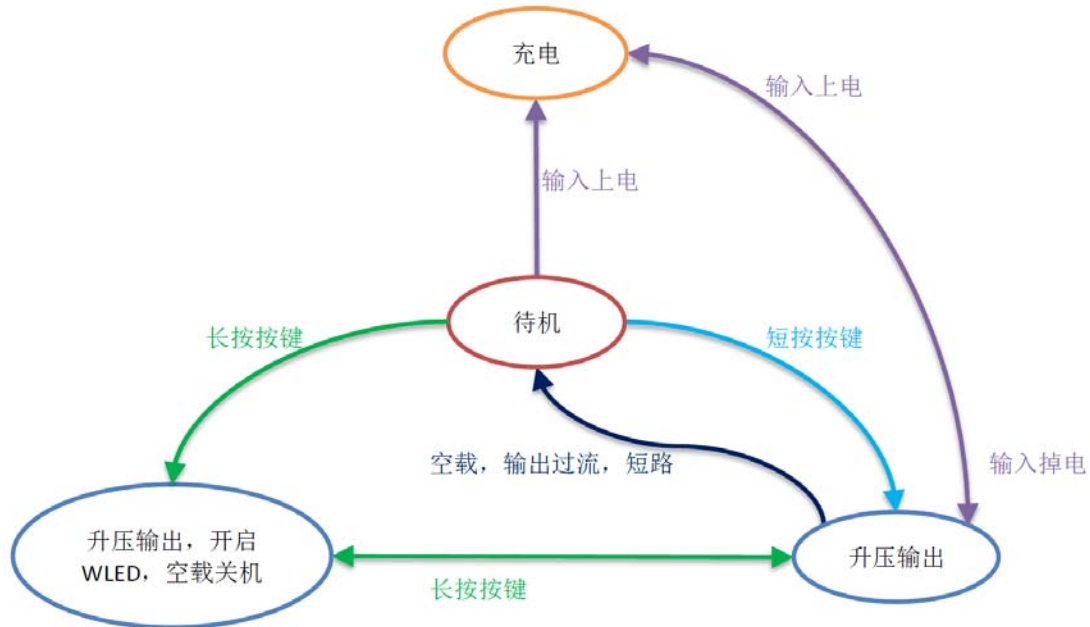 充电
输入上电
输入上电
待机
长按按键
短按按键
空载，输出过流，短路
输入掉电
升压输出，开启
WLED，空载关机
升压输出
长按按键